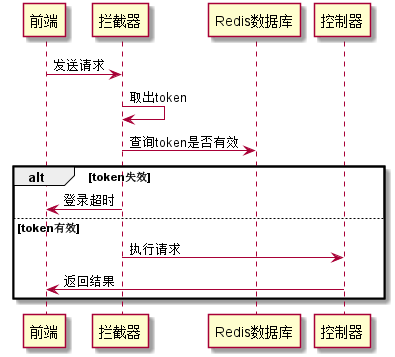 前端 拦截器 Redis数据库 控制器
发送请求
取出token
查询token是否有效
alt [token失效]
登录超时
[token有效]
执行请求
返回结果
前端 拦截器 Redis数据库 控制器